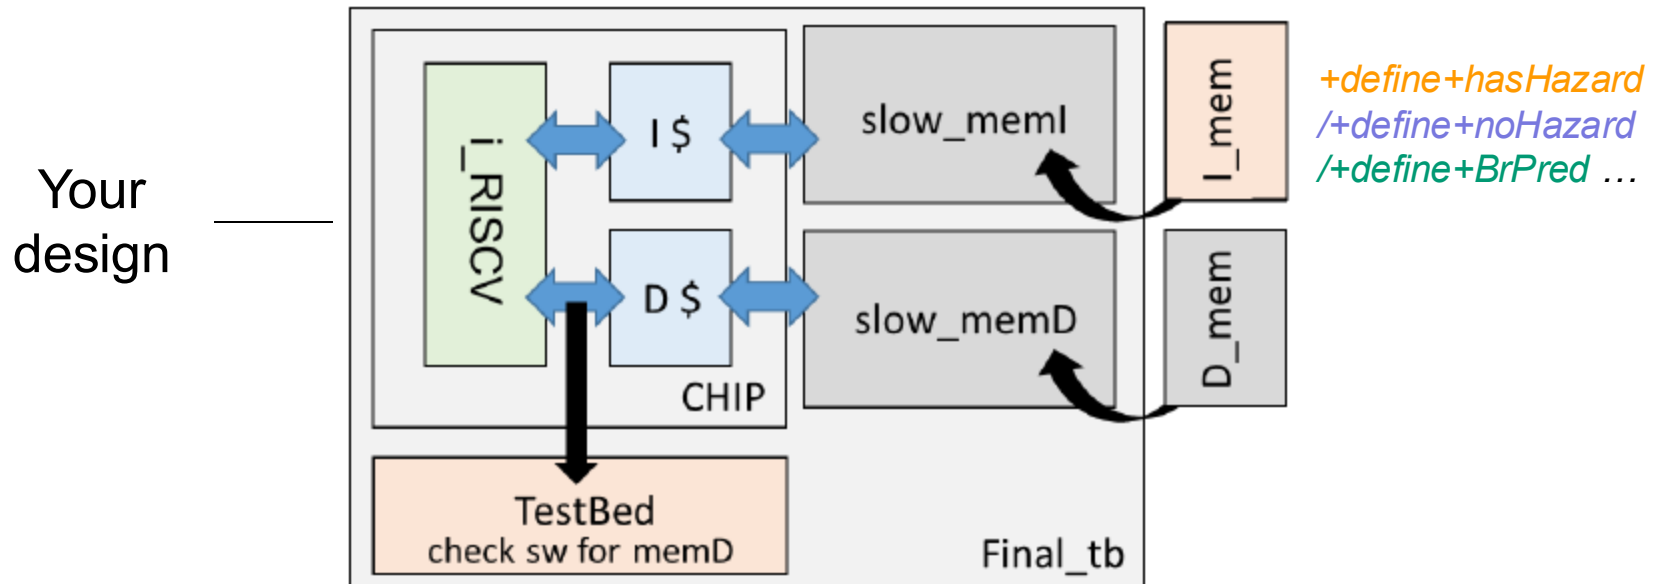 Your
design
i_RISCV
I $
D $
CHIP
slow_memI
slow_memD
I_mem
D_mem
+define+hasHazard
/+define+noHazard
/+define+BrPred ...
TestBed
check sw for memD
Final_tb